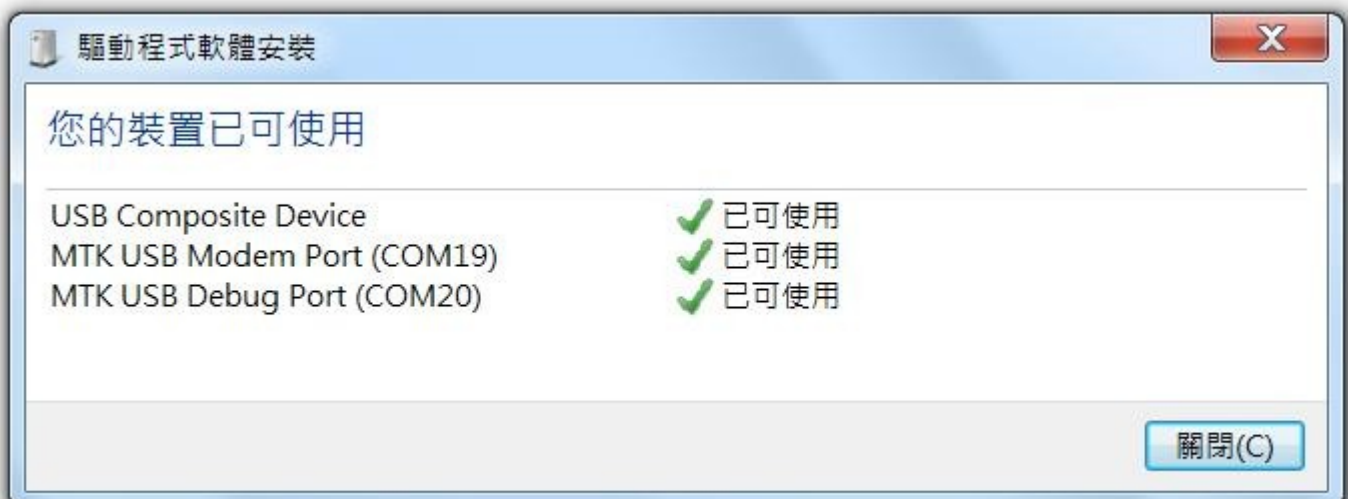 驅動程式軟體安裝
您的裝置已可使用
USB Composite Device 已可使用
MTK USB Modem Port (COM19) 已可使用
MTK USB Debug Port (COM20) 已可使用
關閉(C)